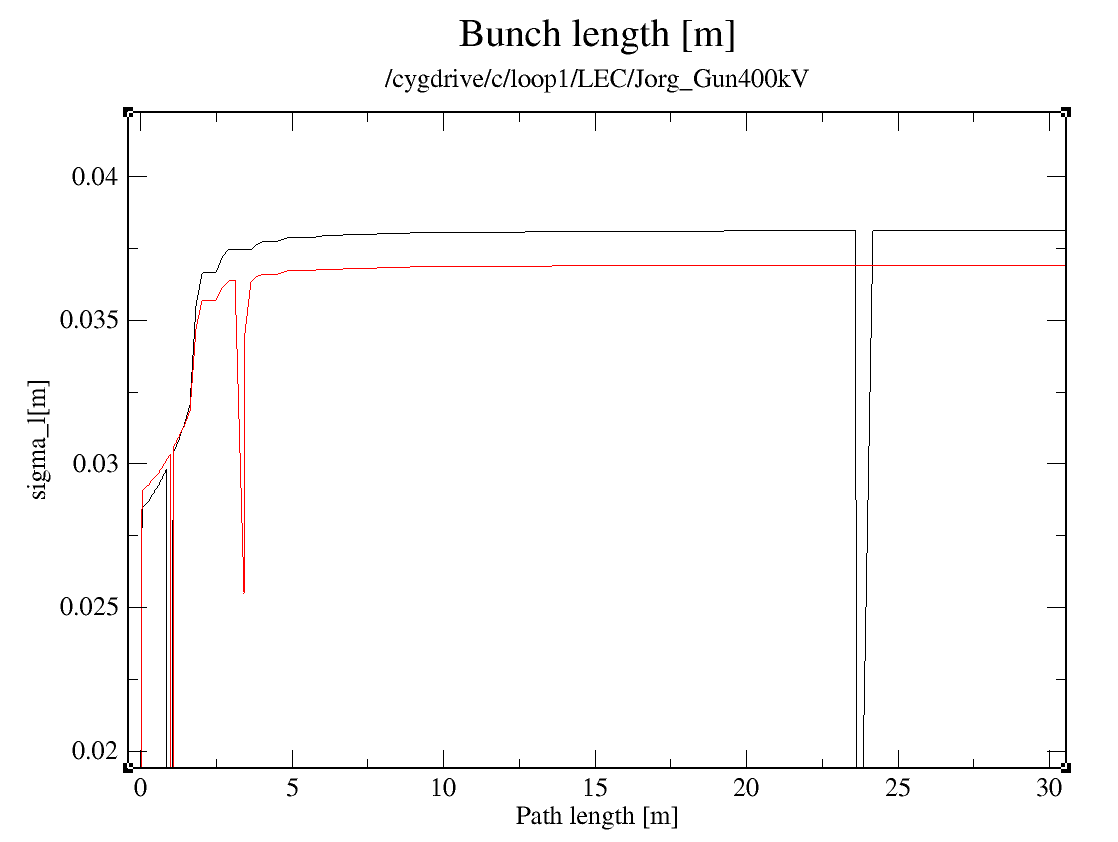 Bunch length [m]
/cygdrive/c/loop1/LEC/Jorg_Gun400kV
0.04
0.035
0.03
0.025
0.02
sigma_l[m]
0 5 10 15 20 25 30
Path length [m]